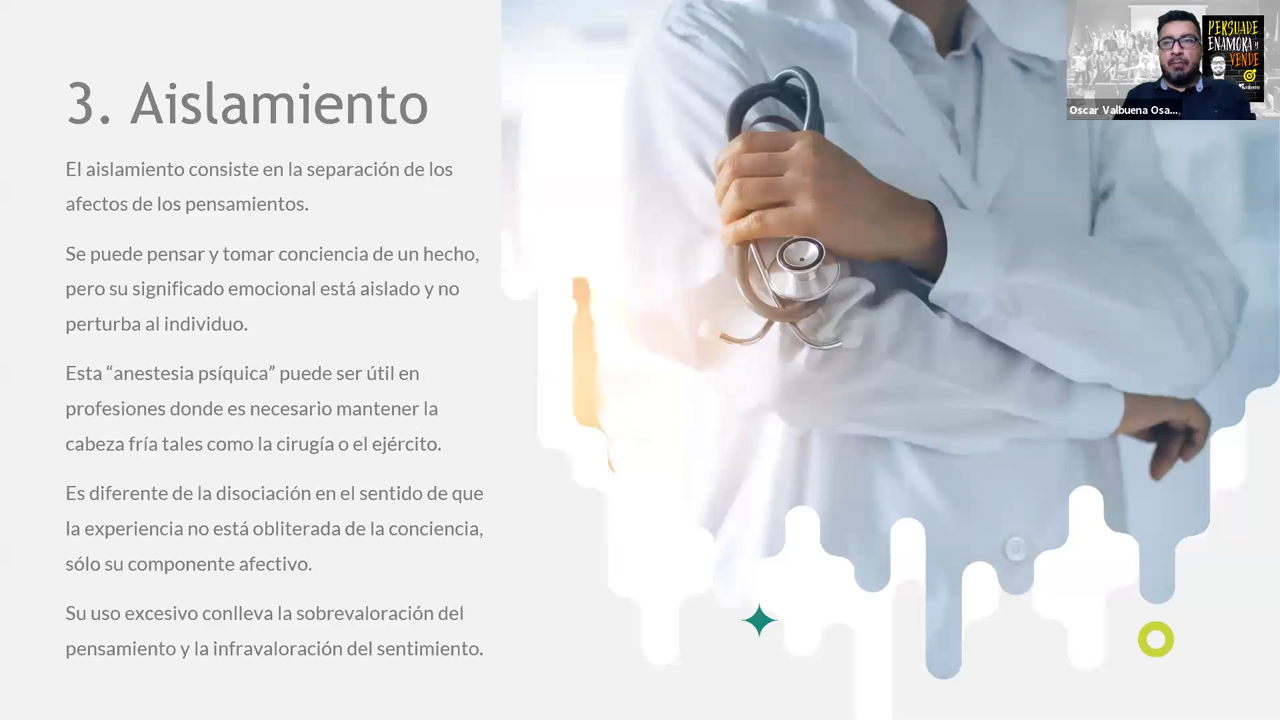 3. Aislamiento
El aislamiento consiste en la separación de los
afectos de los pensamientos.
Se puede pensar y tomar conciencia de un hecho,
pero su significado emocional está aislado y no
perturba al individuo.
Esta “anestesia psíquica” puede ser útil en
profesiones donde es necesario mantener la
cabeza fría tales como la cirugía o el ejército.
Es diferente de la disociación en el sentido de que
la experiencia no está obliterada de la conciencia,
sólo su componente afectivo.
Su uso excesivo conlleva la sobrevaloración del
pensamiento y la infravaloración del sentimiento.
PERSUADE
ENAMORA y
VENDE
Oscar Valbuena Osa...